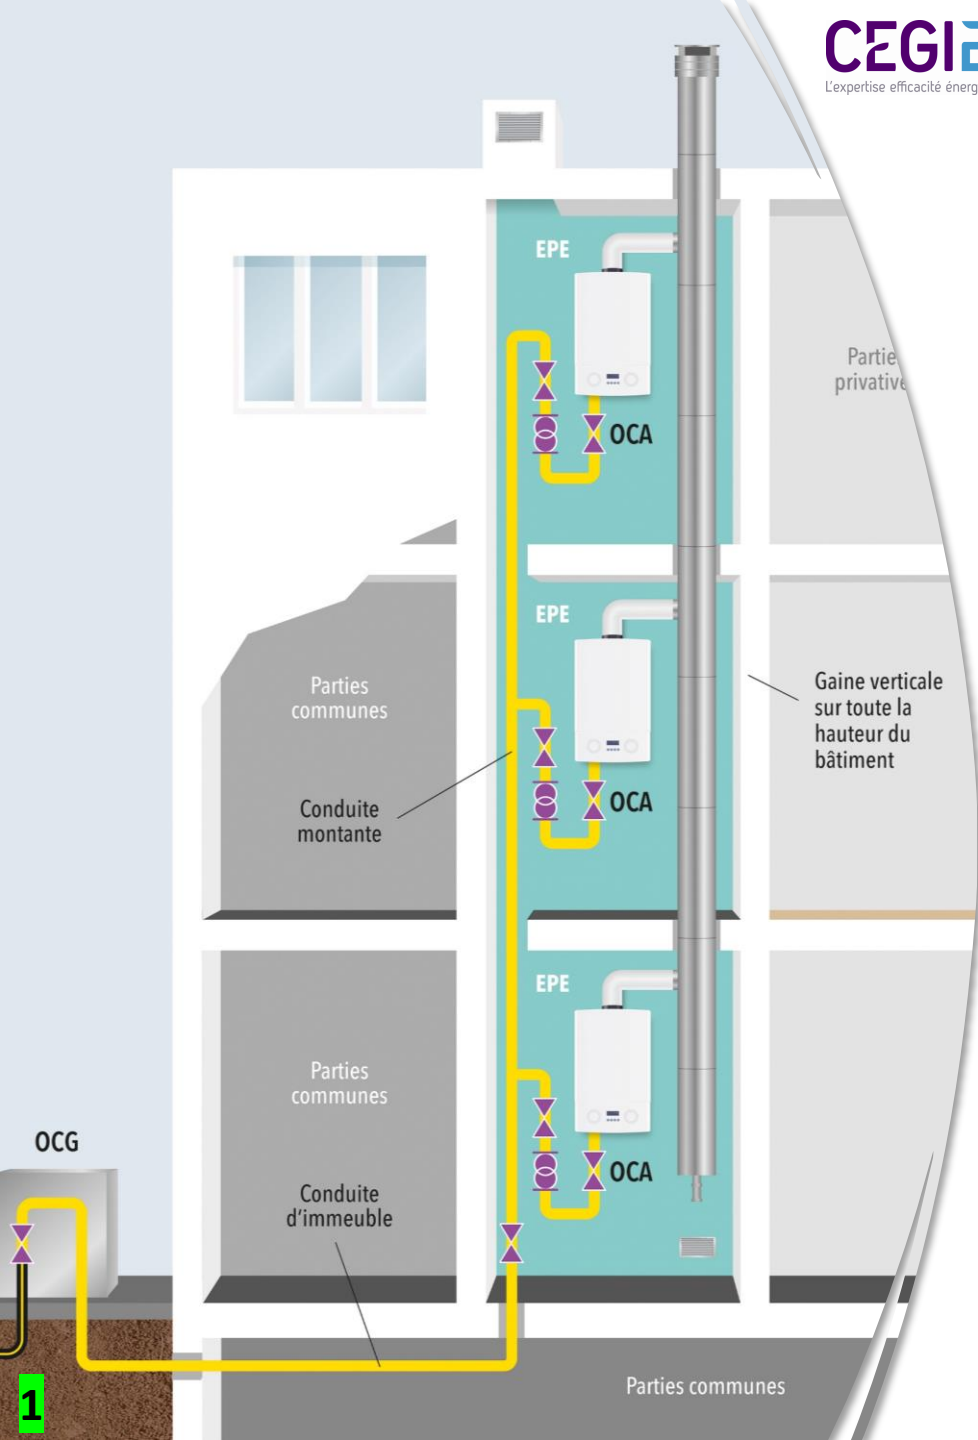 CEGI
L'expertise efficacité énerg
EPE
OCA
Partie
privative
EPE
OCA
Parties
communes
Conduite
montante
Gaine verticale
sur toute la
hauteur du
bâtiment
EPE
OCA
Parties
communes
Conduite
d'immeuble
OCG
Parties communes
1